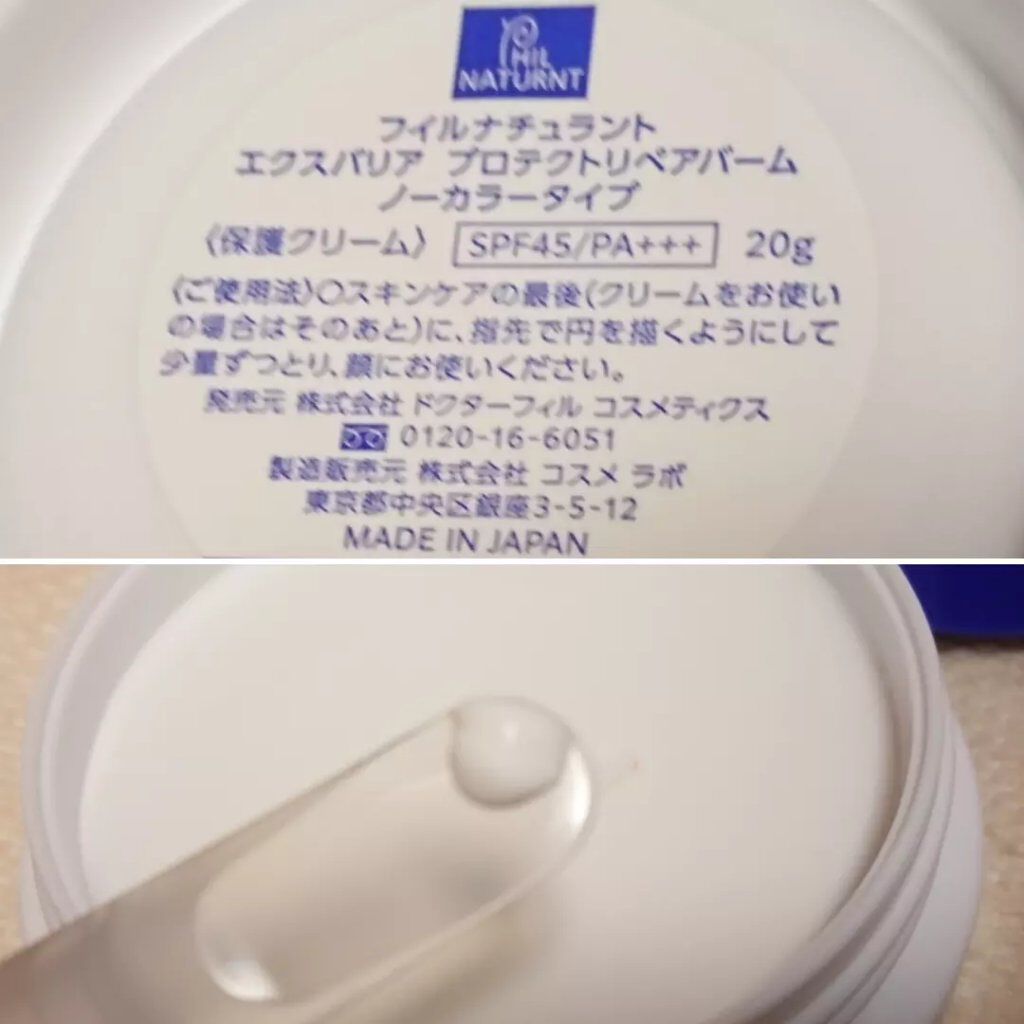 PHIL
NATURNT
フイルナチュラント
エクスバリア プロテクトリペアバーム
ノーカラータイプ
〈保護クリーム〉 SPF45/PA+++ 20g
〈ご使用法〉○スキンケアの最後(クリームをお使い
の場合はそのあと)に、指先で円を描くようにして
少量ずつとり、顔にお使いください。
発売元 株式会社 ドクターフィル コスメティクス
0120-16-6051
製造販売元 株式会社 コスメ ラボ
東京都中央区銀座3-5-12
MADE IN JAPAN